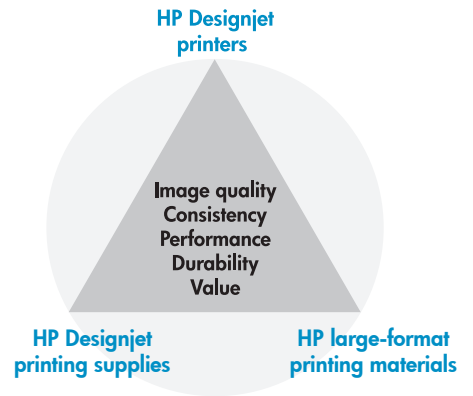 HP Designjet
printers
Image quality
Consistency
Performance
Durability
Value
HP Designjet
printing supplies
HP large-format
printing materials